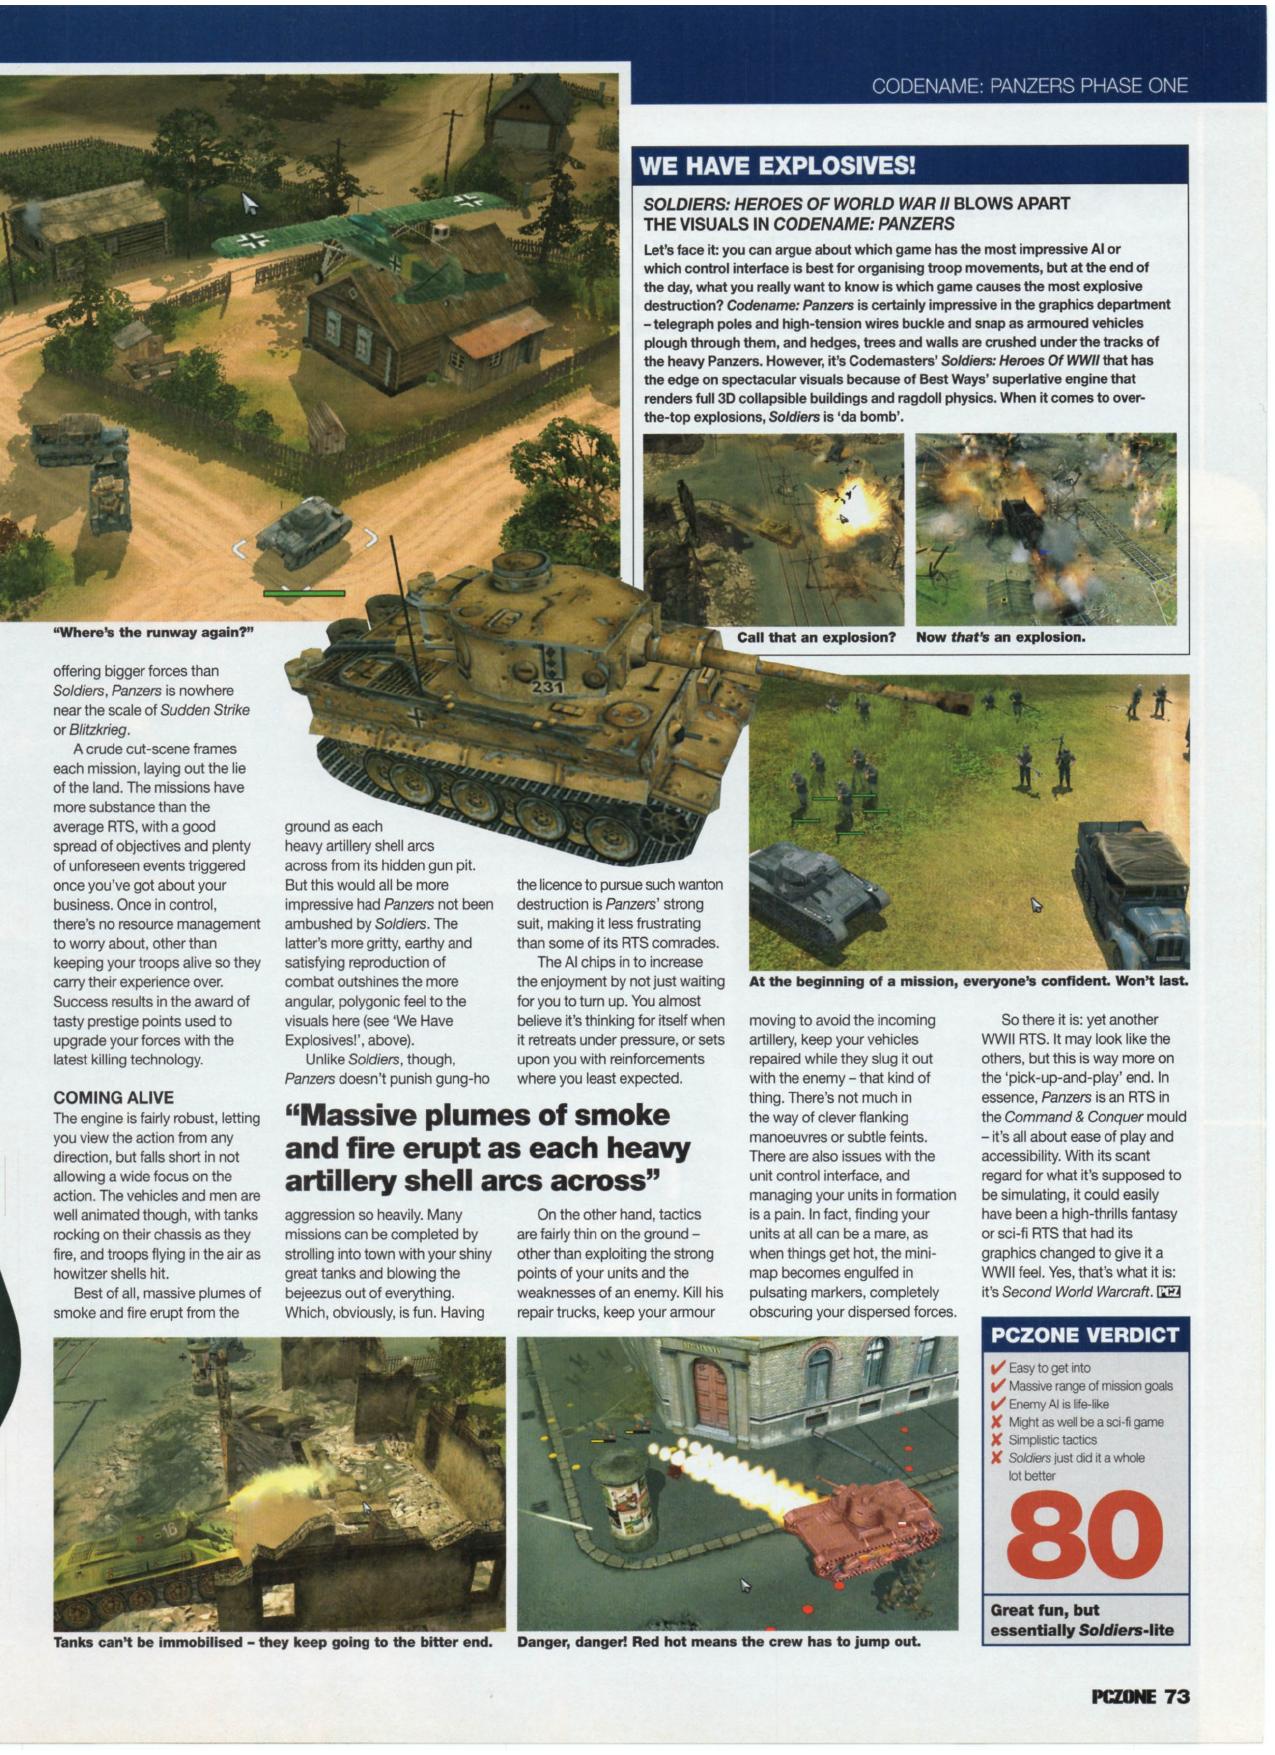 CODENAME: PANZERS PHASE ONE
WE HAVE EXPLOSIVES!
SOLDIERS: HEROES OF WORLD WAR II BLOWS APART
THE VISUALS IN CODENAME: PANZERS
Let's face it: you can argue about which game has the most impressive AI or
which control interface is best for organising troop movements, but at the end of
the day, what you really want to know is which game causes the most explosive
destruction? Codename: Panzers is certainly impressive in the graphics department
– telegraph poles and high-tension wires buckle and snap as armoured vehicles
plough through them, and hedges, trees and walls are crushed under the tracks of
the heavy Panzers. However, it's Codemasters' Soldiers: Heroes Of WWII that has
the edge on spectacular visuals because of Best Ways' superlative engine that
renders full 3D collapsible buildings and ragdoll physics. When it comes to over-
the-top explosions, Soldiers is 'da bomb'.
Call that an explosion?
Now that's an explosion.
"Where's the runway again?"
231
offering bigger forces than
Soldiers, Panzers is nowhere
near the scale of Sudden Strike
or Blitzkrieg.
A crude cut-scene frames
each mission, laying out the lie
of the land. The missions have
more substance than the
average RTS, with a good
spread of objectives and plenty
of unforeseen events triggered
once you've got about your
business. Once in control,
there's no resource management
to worry about, other than
keeping your troops alive so they
carry their experience over.
Success results in the award of
tasty prestige points used to
upgrade your forces with the
latest killing technology.
COMING ALIVE
The engine is fairly robust, letting
you view the action from any
direction, but falls short in not
allowing a wide focus on the
action. The vehicles and men are
well animated though, with tanks
rocking on their chassis as they
fire, and troops flying in the air as
howitzer shells hit.
Best of all, massive plumes of
smoke and fire erupt from the
ground as each
heavy artillery shell arcs
across from its hidden gun pit.
But this would all be more
impressive had Panzers not been
ambushed by Soldiers. The
latter's more gritty, earthy and
satisfying reproduction of
combat outshines the more
angular, polygonic feel to the
visuals here (see 'We Have
Explosives!', above).
Unlike Soldiers, though,
Panzers doesn't punish gung-ho
"Massive plumes of smoke
and fire erupt as each heavy
artillery shell arcs across"
aggression so heavily. Many
missions can be completed by
strolling into town with your shiny
great tanks and blowing the
bejeezus out of everything.
Which, obviously, is fun. Having
the licence to pursue such wanton
destruction is Panzers' strong
suit, making it less frustrating
than some of its RTS comrades.
The AI chips in to increase
the enjoyment by not just waiting
for you to turn up. You almost
believe it's thinking for itself when
it retreats under pressure, or sets
upon you with reinforcements
where you least expected.
On the other hand, tactics
are fairly thin on the ground –
other than exploiting the strong
points of your units and the
weaknesses of an enemy. Kill his
repair trucks, keep your armour
At the beginning of a mission, everyone's confident. Won't last.
moving to avoid the incoming
artillery, keep your vehicles
repaired while they slug it out
with the enemy – that kind of
thing. There's not much in
the way of clever flanking
manoeuvres or subtle feints.
There are also issues with the
unit control interface, and
managing your units in formation
is a pain. In fact, finding your
units at all can be a mare, as
when things get hot, the mini-
map becomes engulfed in
pulsating markers, completely
obscuring your dispersed forces.
So there it is: yet another
WWII RTS. It may look like the
others, but this is way more on
the 'pick-up-and-play' end. In
essence, Panzers is an RTS in
the Command & Conquer mould
– it's all about ease of play and
accessibility. With its scant
regard for what it's supposed to
be simulating, it could easily
have been a high-thrills fantasy
or sci-fi RTS that had its
graphics changed to give it a
WWII feel. Yes, that's what it is:
it's Second World Warcraft. PCZ
Tanks can't be immobilised – they keep going to the bitter end.
Danger, danger! Red hot means the crew has to jump out.
PCZONE VERDICT
Easy to get into
Massive range of mission goals
Enemy AI is life-like
Might as well be a sci-fi game
Simplistic tactics
Soldiers just did it a whole
lot better
80
Great fun, but
essentially Soldiers-lite
PCZONE 73